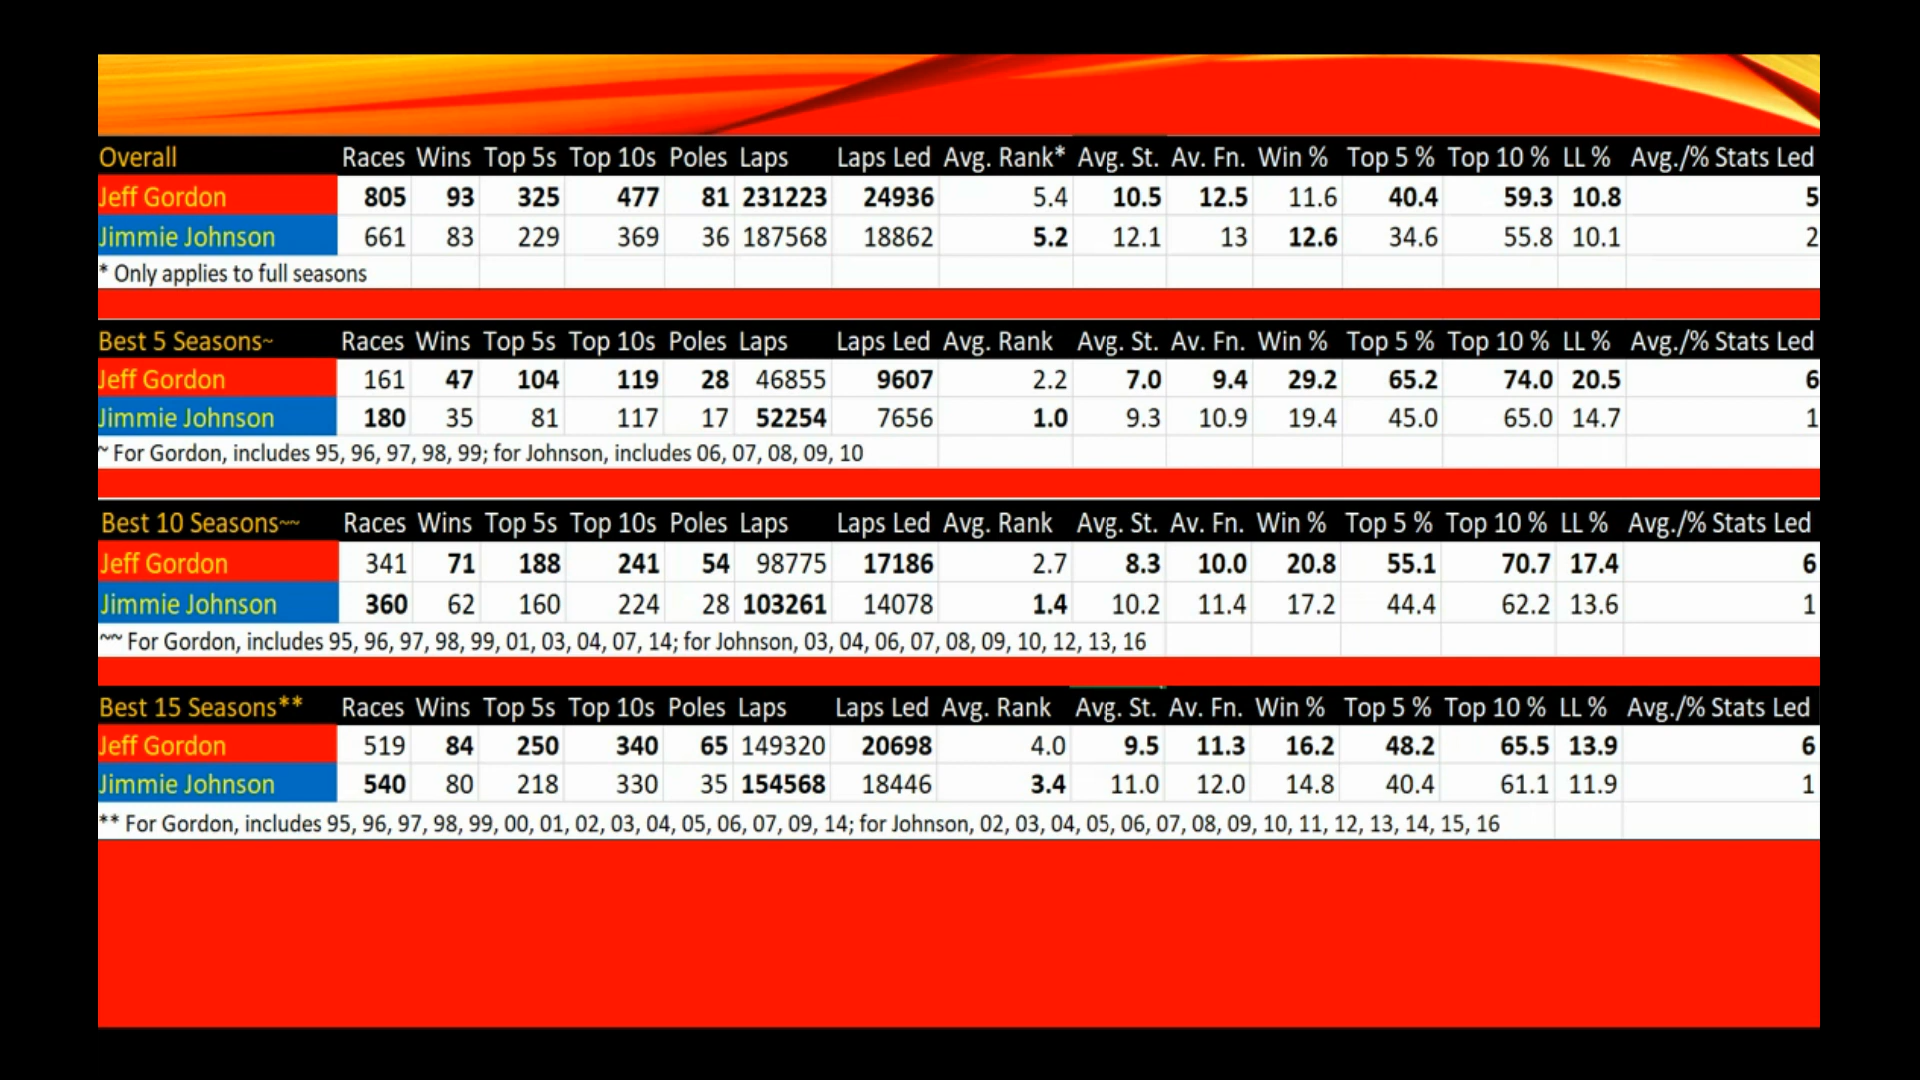 Overall Races Wins Top 5s Top 10s Poles Laps Laps Led Avg. Rank* Avg. St. Av. Fn. Win % Top 5 % Top 10 % LL % Avg./% Stats Led
Jeff Gordon 805 93 325 477 81 231223 24936 5.4 10.5 12.5 11.6 40.4 59.3 10.8 5
Jimmie Johnson 661 83 229 369 36 187568 18862 5.2 12.1 13 12.6 34.6 55.8 10.1 2
* Only applies to full seasons
Best 5 Seasons~ Races Wins Top 5s Top 10s Poles Laps Laps Led Avg. Rank Avg. St. Av. Fn. Win % Top 5 % Top 10 % LL % Avg./% Stats Led
Jeff Gordon 161 47 104 119 28 46855 9607 2.2 7.0 9.4 29.2 65.2 74.0 20.5 6
Jimmie Johnson 180 35 81 117 17 52254 7656 1.0 9.3 10.9 19.4 45.0 65.0 14.7 1
~ For Gordon, includes 95, 96, 97, 98, 99; for Johnson, includes 06, 07, 08, 09, 10
Best 10 Seasons~~ Races Wins Top 5s Top 10s Poles Laps Laps Led Avg. Rank Avg. St. Av. Fn. Win % Top 5 % Top 10 % LL % Avg./% Stats Led
Jeff Gordon 341 71 188 241 54 98775 17186 2.7 8.3 10.0 20.8 55.1 70.7 17.4 6
Jimmie Johnson 360 62 160 224 28 103261 14078 1.4 10.2 11.4 17.2 44.4 62.2 13.6 1
~~ For Gordon, includes 95, 96, 97, 98, 99, 01, 03, 04, 07, 14; for Johnson, 03, 04, 06, 07, 08, 09, 10, 12, 13, 16
Best 15 Seasons** Races Wins Top 5s Top 10s Poles Laps Laps Led Avg. Rank Avg. St. Av. Fn. Win % Top 5 % Top 10 % LL % Avg./% Stats Led
Jeff Gordon 519 84 250 340 65 149320 20698 4.0 9.5 11.3 16.2 48.2 65.5 13.9 6
Jimmie Johnson 540 80 218 330 35 154568 18446 3.4 11.0 12.0 14.8 40.4 61.1 11.9 1
** For Gordon, includes 95, 96, 97, 98, 99, 00, 01, 02, 03, 04, 05, 06, 07, 09, 14; for Johnson, 02, 03, 04, 05, 06, 07, 08, 09, 10, 11, 12, 13, 14, 15, 16